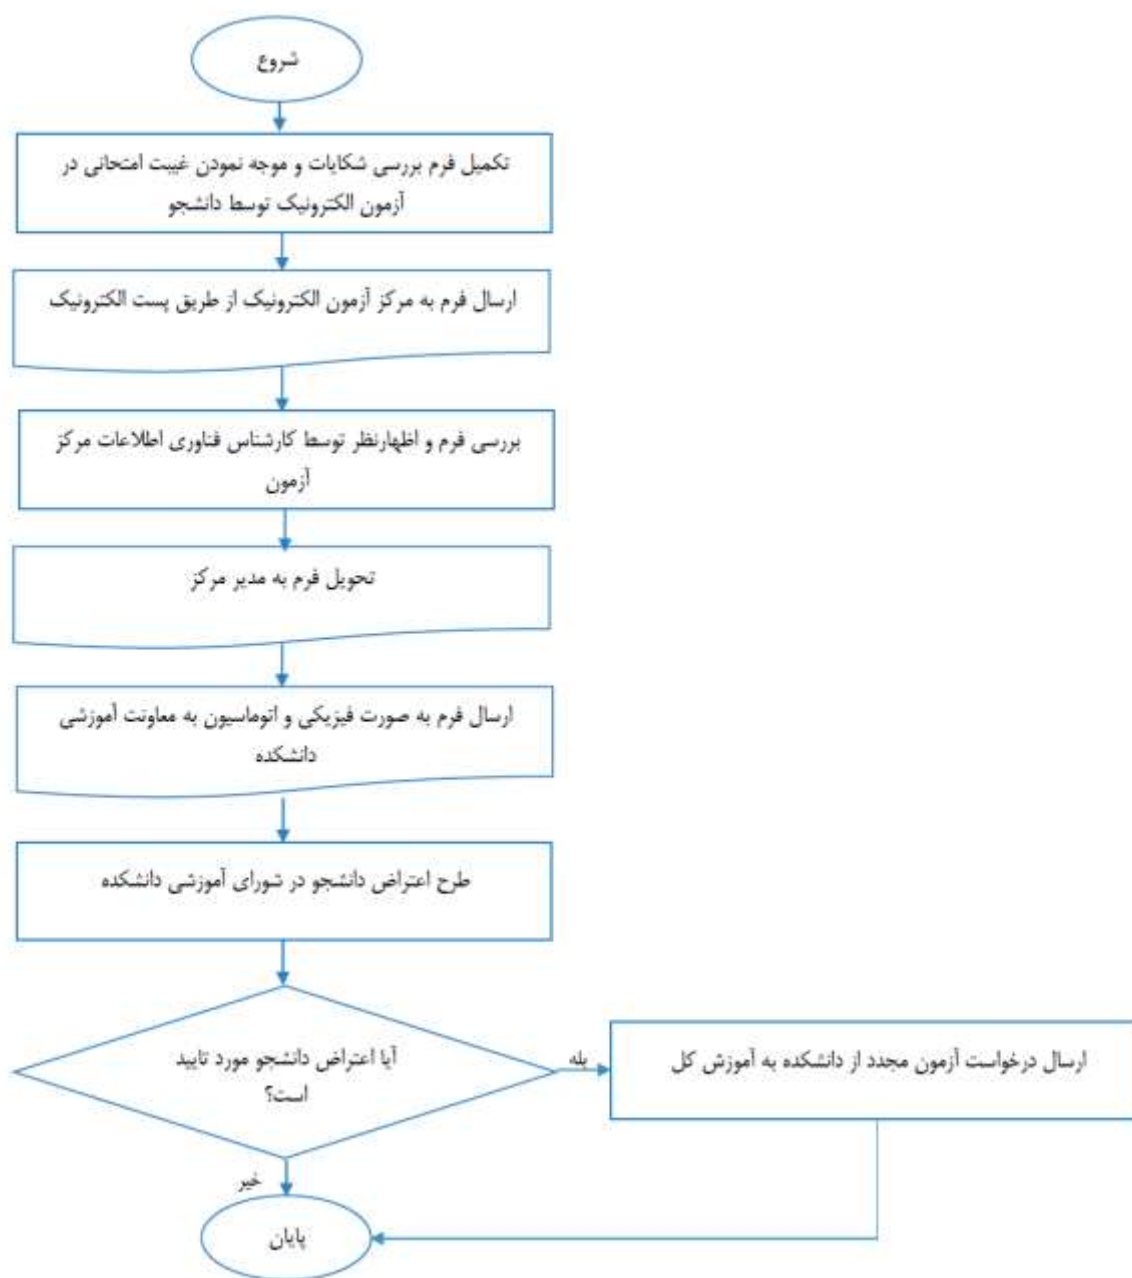 شروع
تکمیل فرم بررسی شکایات و موجه نمودن غیبت امتحانی در
آزمون الکترونیک توسط دانشجو
ارسال فرم به مرکز آزمون الکترونیک از طریق پست الکترونیک
بررسی فرم و اظهارنظر توسط کارشناس فناوری اطلاعات مرکز
آزمون
تحویل فرم به مدیر مرکز
ارسال فرم به صورت فیزیکی و اتوماسیون به معاونت آموزشی
دانشکده
طرح اعتراض دانشجو در شورای آموزشی دانشکده
آیا اعتراض دانشجو مورد تایید
است؟
بله
ارسال درخواست آزمون مجدد از دانشکده به آموزش کل
خیر
پایان